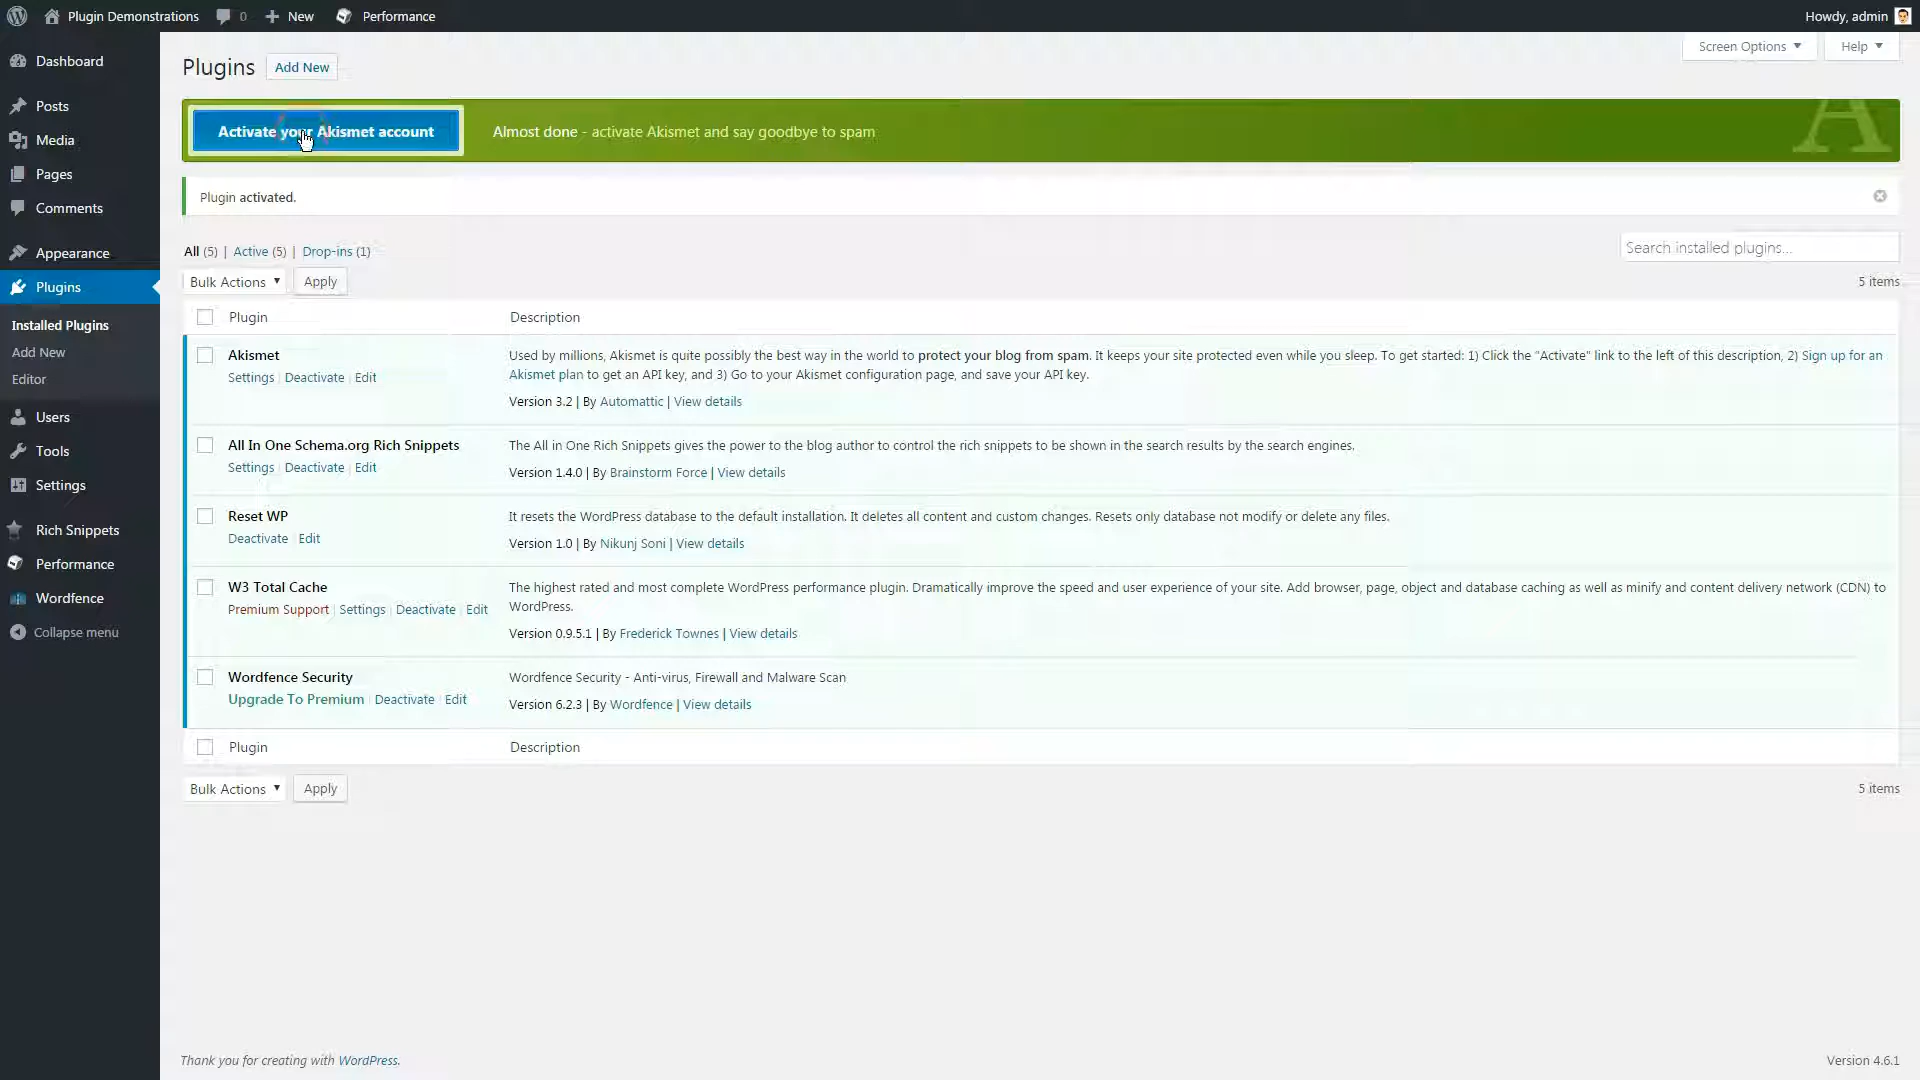 Plugin Demonstrations 0 New Performance Howdy, admin
Dashboard
Posts
Media
Pages
Comments
Appearance
Plugins
Installed Plugins
Add New
Editor
Users
Tools
Settings
Rich Snippets
Performance
Wordfence
Collapse menu
Screen Options Help
Plugins Add New
Activate your Akismet account Almost done - activate Akismet and say goodbye to spam
A
Plugin activated.
All (5) | Active (5) | Drop-ins (1)
Search installed plugins...
Bulk Actions Apply 5 items
Plugin Description
Akismet
Settings | Deactivate | Edit
Used by millions, Akismet is quite possibly the best way in the world to protect your blog from spam. It keeps your site protected even while you sleep. To get started: 1) Click the "Activate" link to the left of this description, 2) Sign up for an
Akismet plan to get an API key, and 3) Go to your Akismet configuration page, and save your API key.
Version 3.2 | By Automattic | View details
All In One Schema.org Rich Snippets
Settings | Deactivate | Edit
The All in One Rich Snippets gives the power to the blog author to control the rich snippets to be shown in the search results by the search engines.
Version 1.4.0 | By Brainstorm Force | View details
Reset WP
Deactivate | Edit
It resets the WordPress database to the default installation. It deletes all content and custom changes. Resets only database not modify or delete any files.
Version 1.0 | By Nikunj Soni | View details
W3 Total Cache
Premium Support | Settings | Deactivate | Edit
The highest rated and most complete WordPress performance plugin. Dramatically improve the speed and user experience of your site. Add browser, page, object and database caching as well as minify and content delivery network (CDN) to
WordPress.
Version 0.9.5.1 | By Frederick Townes | View details
Wordfence Security
Upgrade To Premium | Deactivate | Edit
Wordfence Security - Anti-virus, Firewall and Malware Scan
Version 6.2.3 | By Wordfence | View details
Plugin Description
Bulk Actions Apply 5 items
Thank you for creating with WordPress. Version 4.6.1